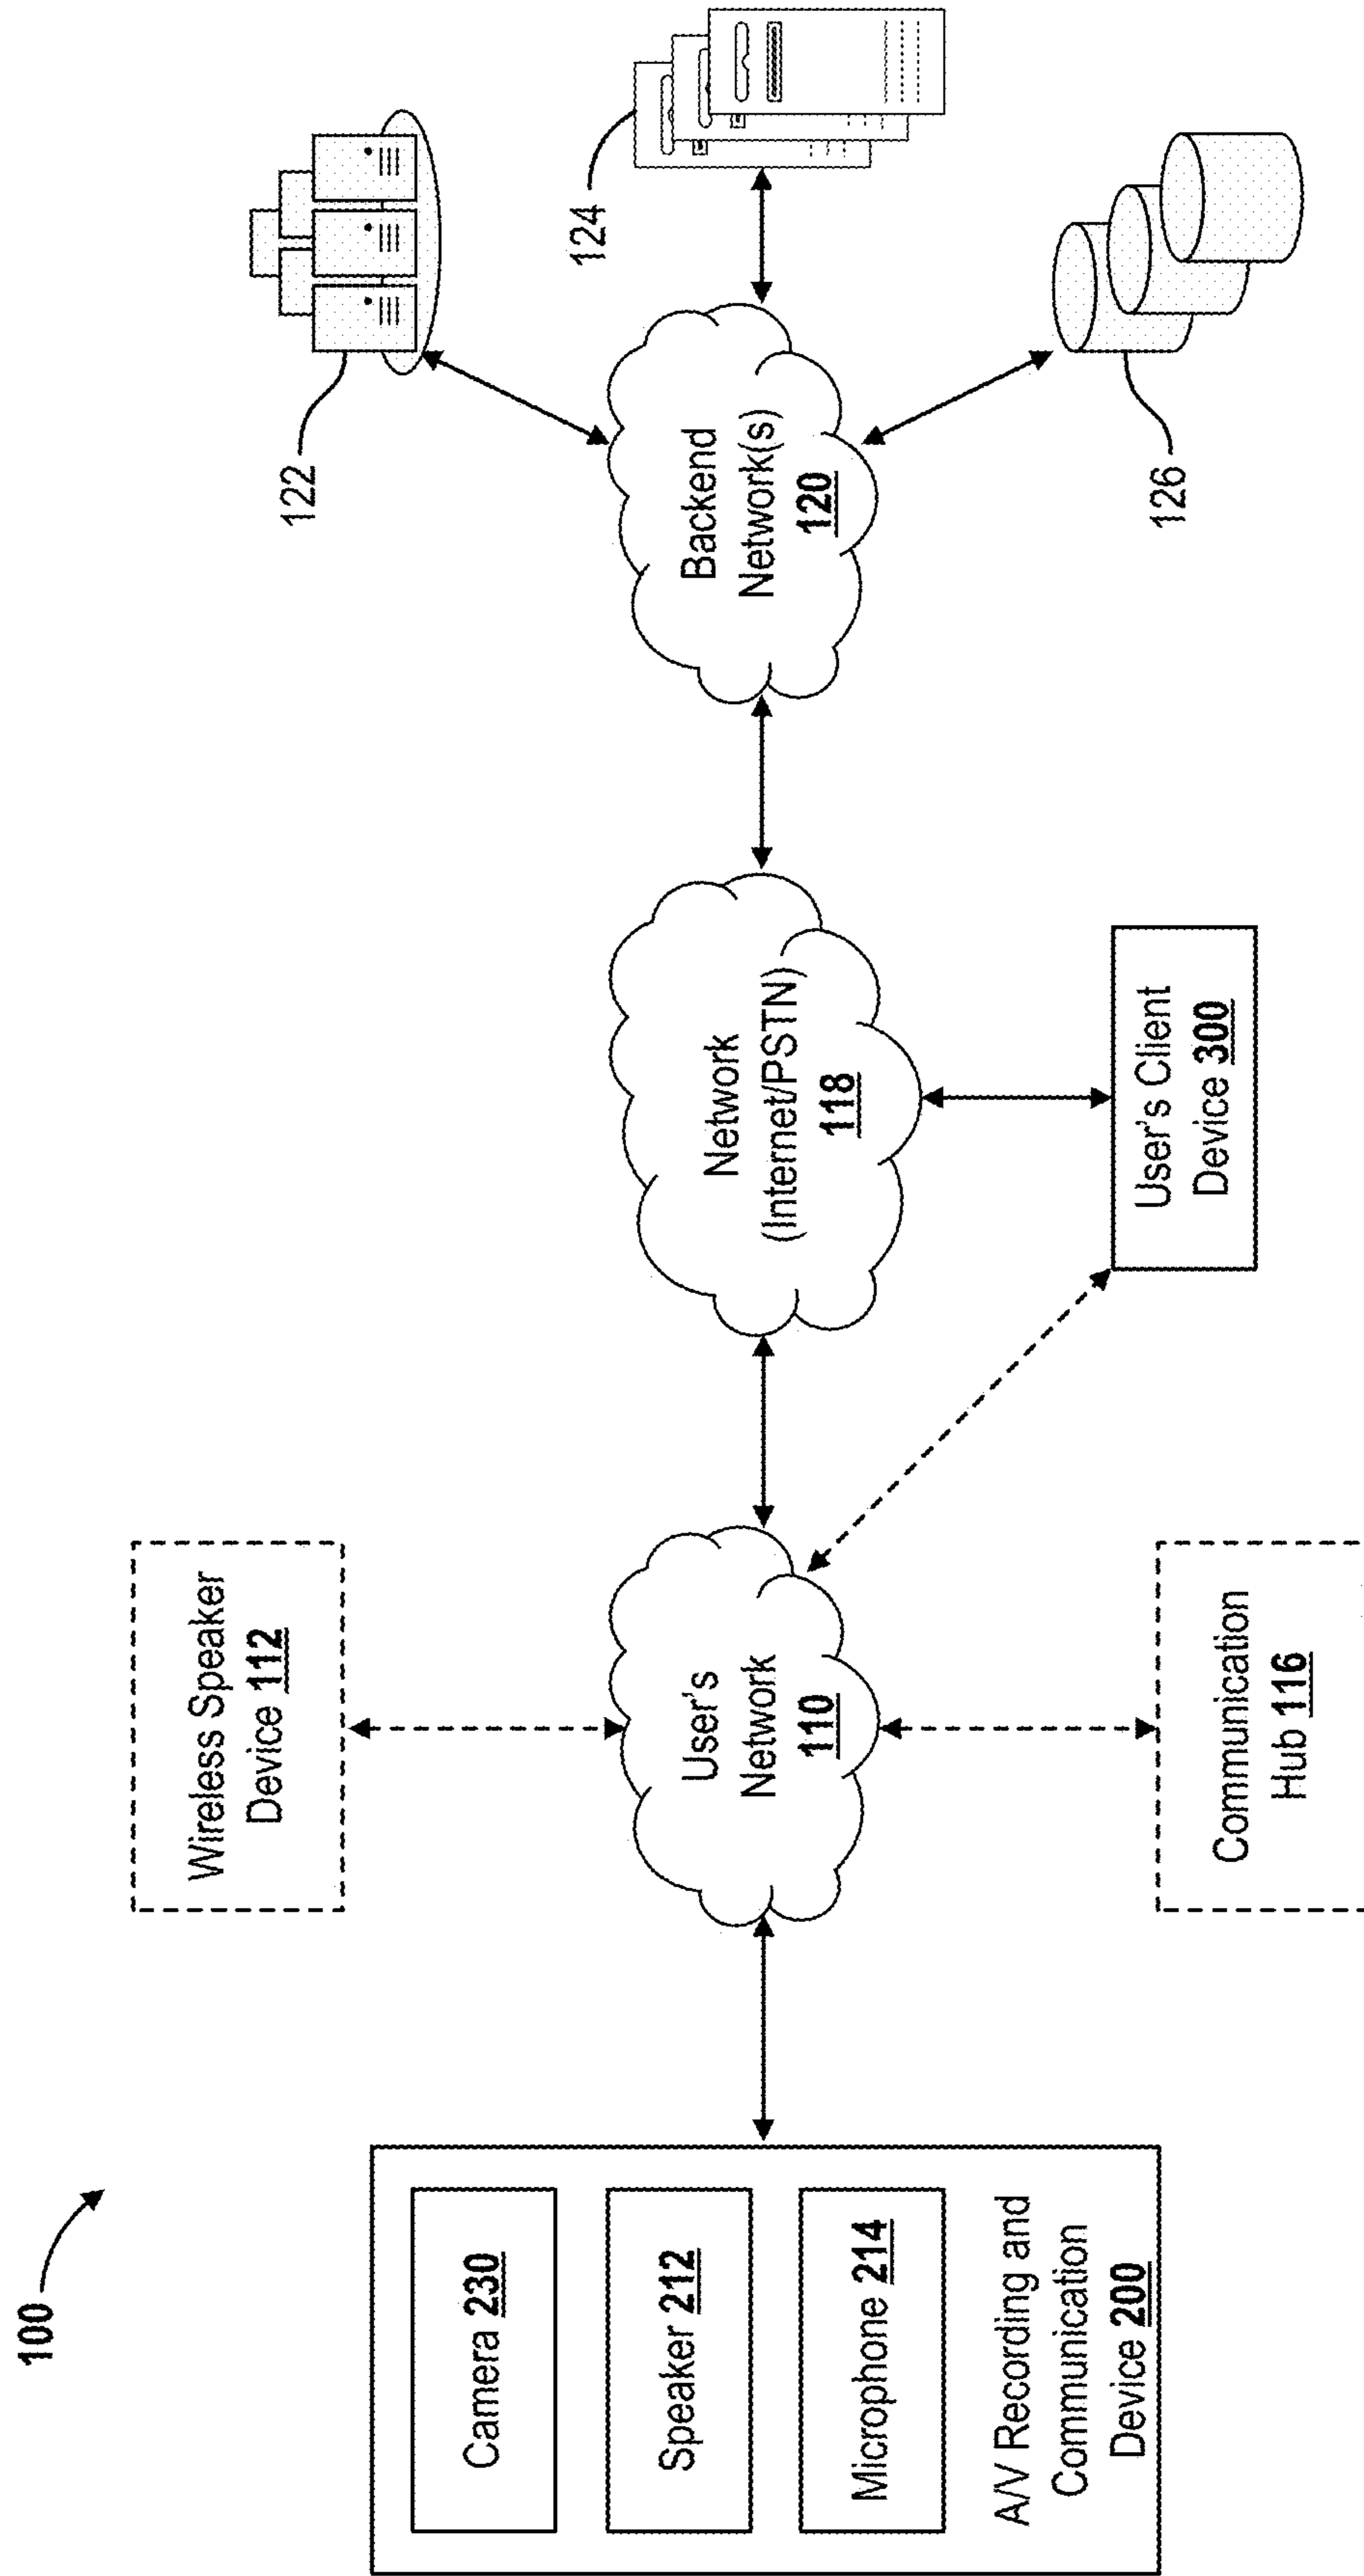 100
Camera 230
Speaker 212
Microphone 214
A/V Recording and
Communication
Device 200
Wireless Speaker
Device 112
User's
Network
110
Communication
Hub 116
Network
(Internet/PSTN)
118
User's Client
Device 300
Backend
Network(s)
120
122
124
126